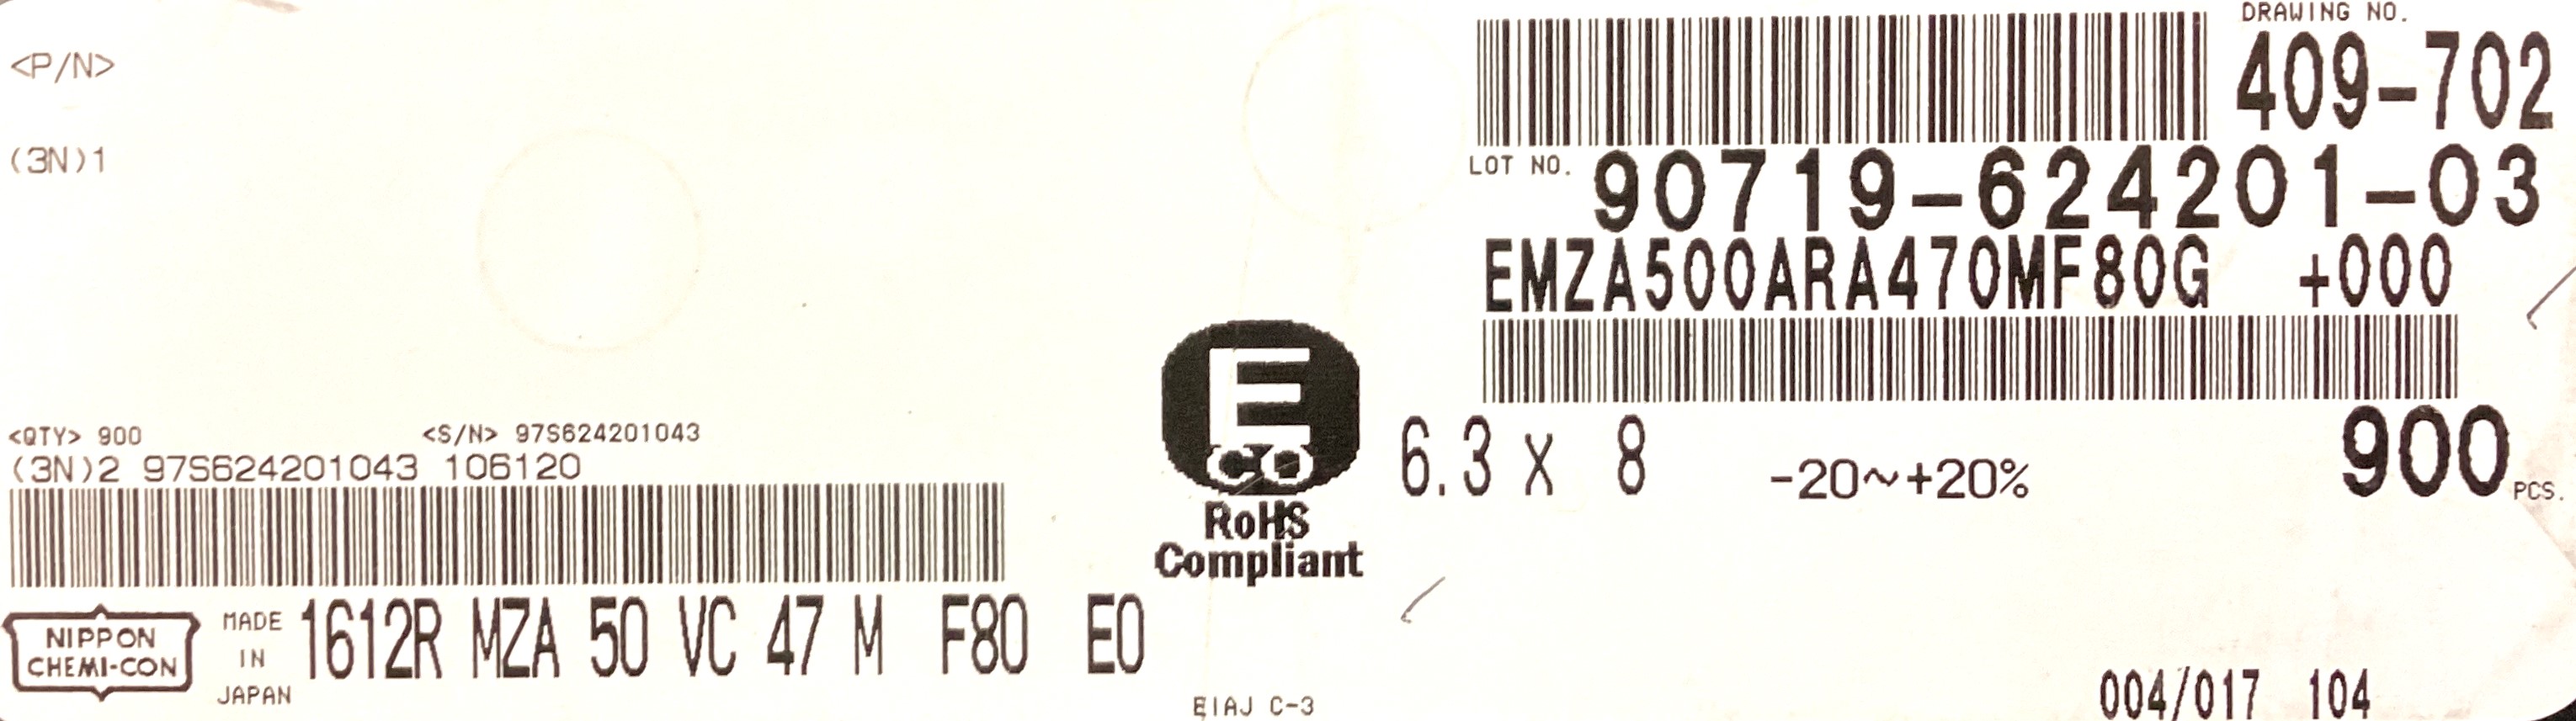 <P/N>
(3N)1
<QTY> 900 <S/N> 97S624201043
(3N)2 97S624201043 106120
NIPPON
CHEMI-CON
MADE
IN
JAPAN
1612R MZA 50 VC 47 M F80 E0
E
CO
RoHS
Compliant
EIAJ C-3
DRAWING NO.
409-702
LOT NO. 90719-624201-03
EMZA500ARA470MF80G +000
6.3 x 8 -20~+20% 900 PCS.
004/017 104